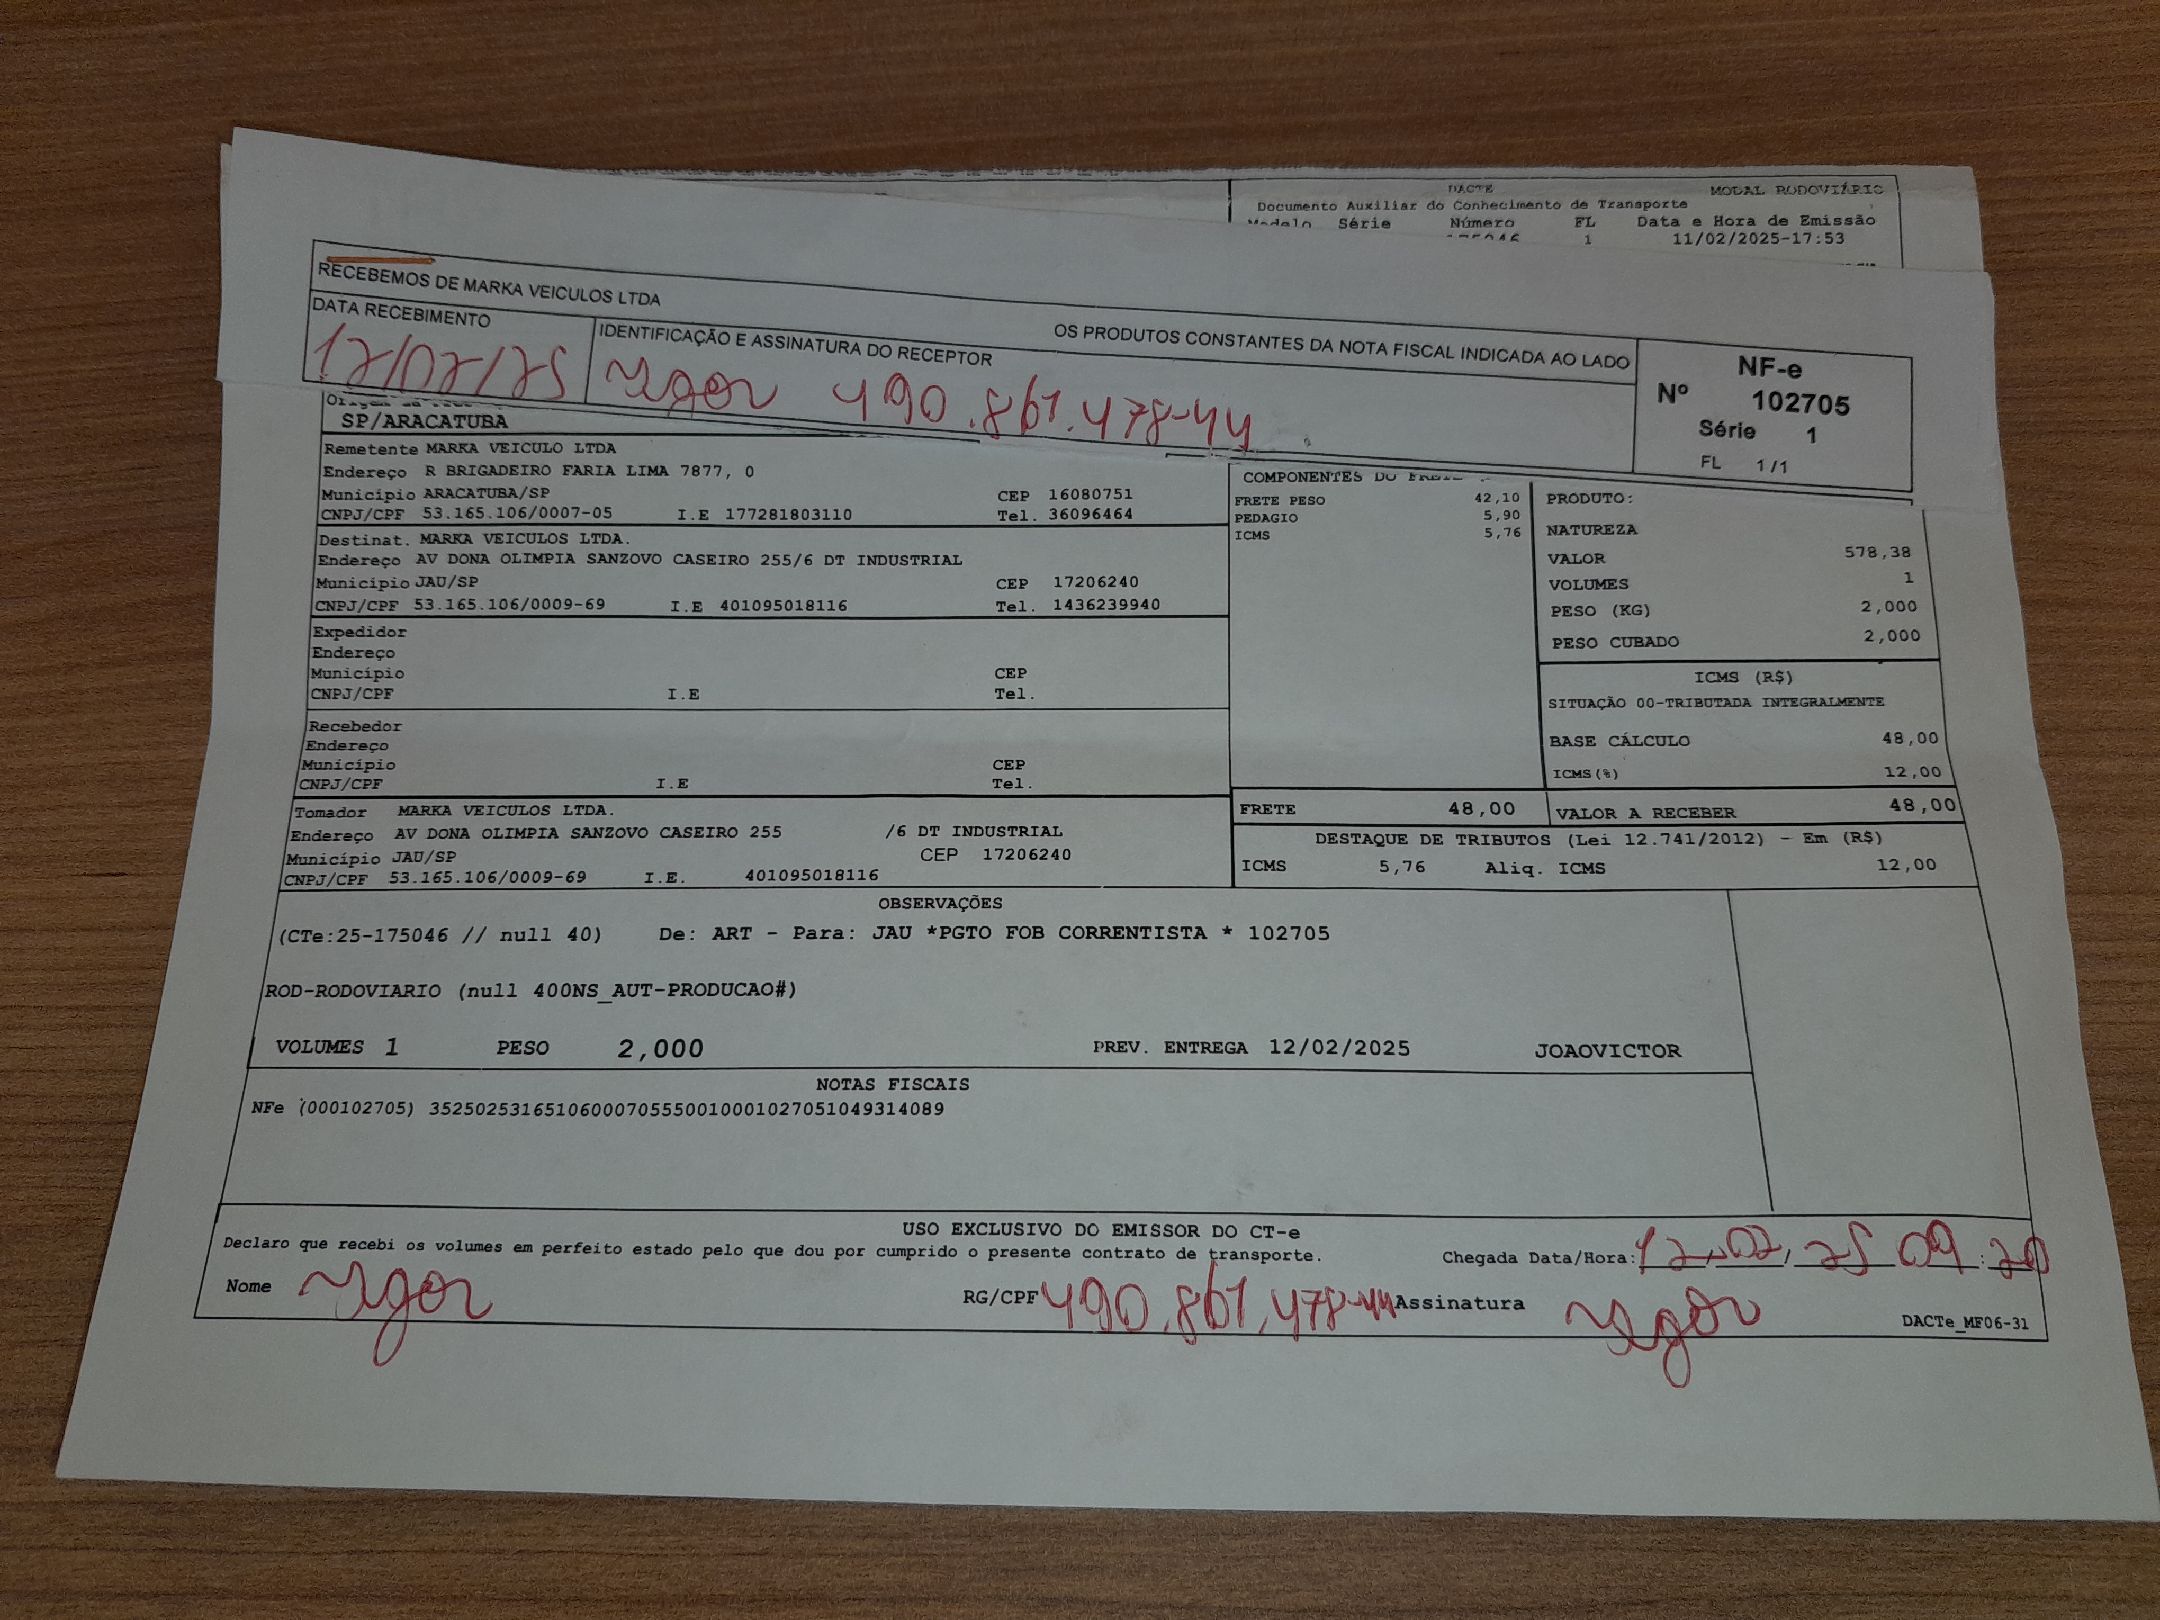 DACTE MODAL RODOVIÁRIO
Documento Auxiliar do Conhecimento de Transporte
Modelo Série Número FL Data e Hora de Emissão
175046 1 11/02/2025-17:53
RECEBEMOS DE MARKA VEICULOS LTDA OS PRODUTOS CONSTANTES DA NOTA FISCAL INDICADA AO LADO
DATA RECEBIMENTO IDENTIFICAÇÃO E ASSINATURA DO RECEPTOR
12/02/25 Ygor 490.861.478-44
NF-e
Nº 102705
Série 1
FL 1/1
SP/ARACATUBA
Remetente MARKA VEICULO LTDA
Endereço R BRIGADEIRO FARIA LIMA 7877, 0
Município ARACATUBA/SP CEP 16080751
CNPJ/CPF 53.165.106/0007-05 I.E 177281803110 Tel. 36096464
Destinat. MARKA VEICULOS LTDA.
Endereço AV DONA OLIMPIA SANZOVO CASEIRO 255/6 DT INDUSTRIAL
Município JAU/SP CEP 17206240
CNPJ/CPF 53.165.106/0009-69 I.E 401095018116 Tel. 1436239940
Expedidor
Endereço
Município CEP
CNPJ/CPF I.E Tel.
Recebedor
Endereço
Município CEP
CNPJ/CPF I.E Tel.
Tomador MARKA VEICULOS LTDA.
Endereço AV DONA OLIMPIA SANZOVO CASEIRO 255 /6 DT INDUSTRIAL
Município JAU/SP CEP 17206240
CNPJ/CPF 53.165.106/0009-69 I.E. 401095018116
COMPONENTES DO FRETE
FRETE PESO 42,10
PEDAGIO 5,90
ICMS 5,76
PRODUTO:
NATUREZA
VALOR 578,38
VOLUMES 1
PESO (KG) 2,000
PESO CUBADO 2,000
ICMS (R$)
SITUAÇÃO 00-TRIBUTADA INTEGRALMENTE
BASE CÁLCULO 48,00
ICMS(%) 12,00
FRETE 48,00 VALOR A RECEBER 48,00
DESTAQUE DE TRIBUTOS (Lei 12.741/2012) - Em (R$)
ICMS 5,76 Aliq. ICMS 12,00
OBSERVAÇÕES
(CTe:25-175046 // null 40) De: ART - Para: JAU *PGTO FOB CORRENTISTA * 102705
ROD-RODOVIARIO (null 400NS_AUT-PRODUCAO#)
VOLUMES 1 PESO 2,000 PREV. ENTREGA 12/02/2025 JOAOVICTOR
NOTAS FISCAIS
NFe (000102705) 35250253165106000705550010001027051049314089
USO EXCLUSIVO DO EMISSOR DO CT-e
Declaro que recebi os volumes em perfeito estado pelo que dou por cumprido o presente contrato de transporte. Chegada Data/Hora: 12,02,25 09:20
Nome Ygor RG/CPF 490.861.478-44 Assinatura Ygor
DACTe_MF06-31